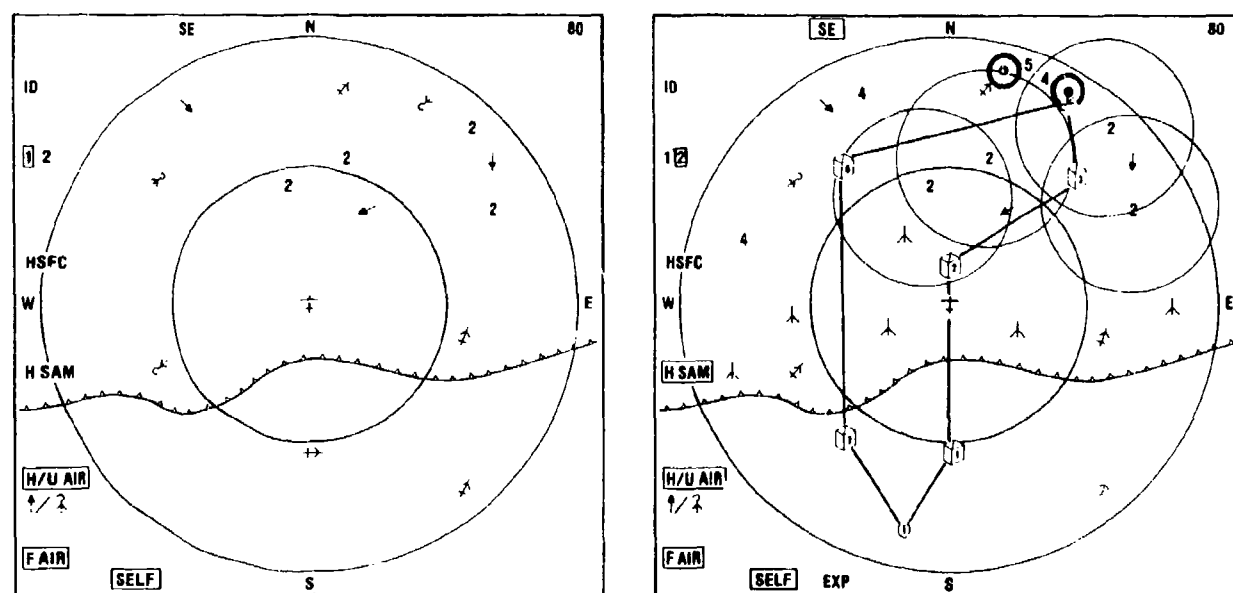 SE N 80
ID
2
2
1 2
2
2
2
HSFC
W E
H SAM
H/U AIR
/
F AIR
SELF S
SE N 80
5
4
ID 4
2
1 2
2
2
2
4
HSFC
W E
H SAM
H/U AIR
/
F AIR
SELF EXP S